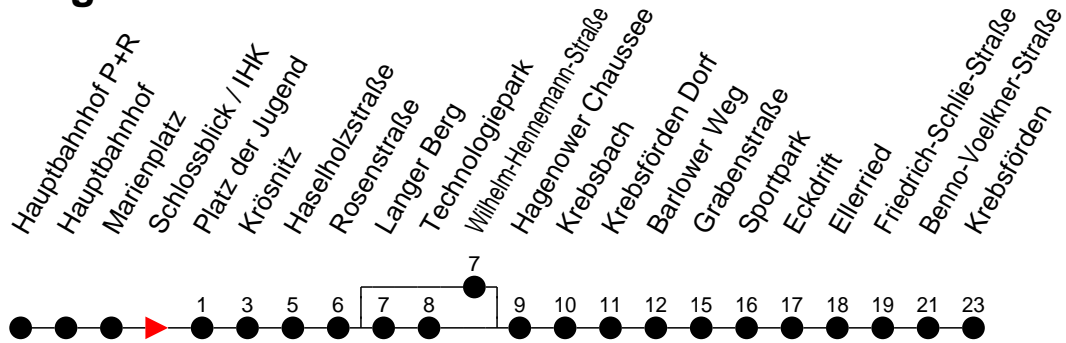 Hauptbahnhof P+R
Hauptbahnhof
Marienplatz
Schlossblick / IHK
Platz der Jugend
Krösnitz
Haselholzstraße
Rosenstraße
Langer Berg
Technologiepark
Wilhelm-Hennemann-Straße
Hagenower Chaussee
Krebsbach
Krebsförden Dorf
Barlower Weg
Grabenstraße
Sportpark
Eckdrift
Ellerried
Friedrich-Schlie-Straße
Benno-Voelkner-Straße
Krebsförden
7
1 3 5 6 7 8 9 10 11 12 15 16 17 18 19 21 23